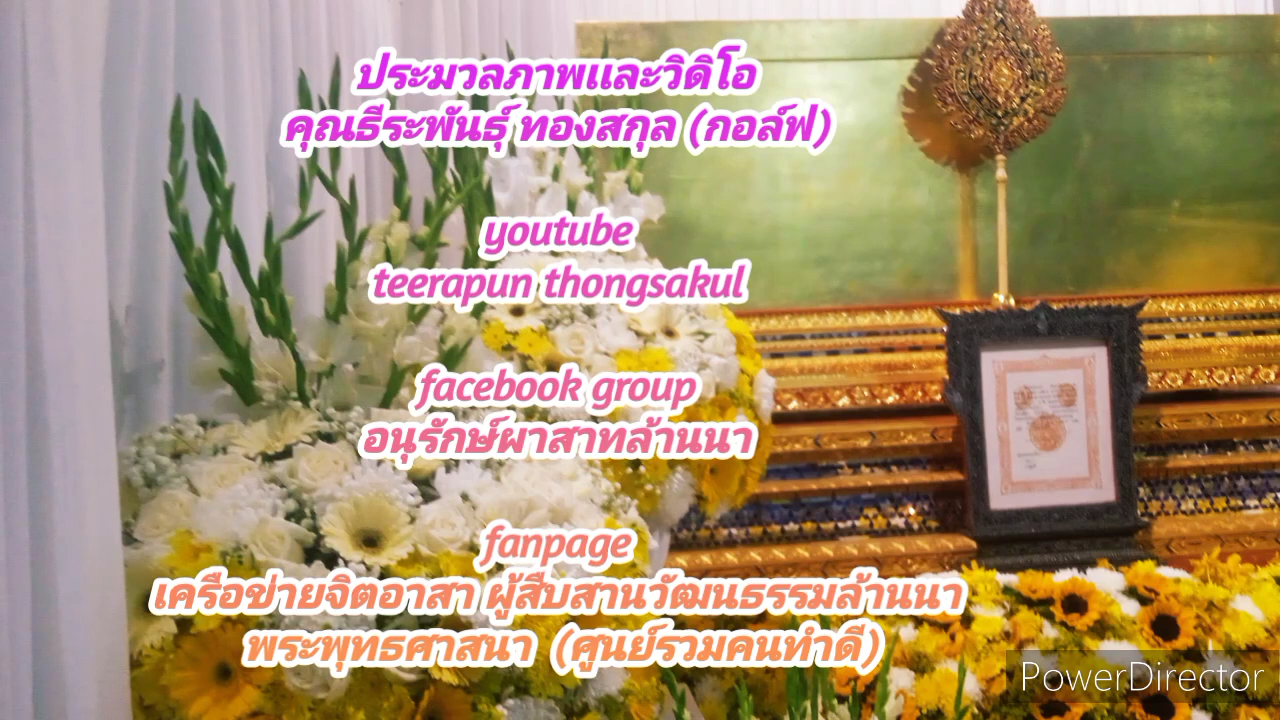 ประมวลภาพและวิดิโอ
คุณธีระพันธุ์ ทองสกุล (กอล์ฟ)
youtube
teerapun thongsakul
facebook group
อนุรักษ์ผาสาทล้านนา
fanpage
เครือข่ายจิตอาสา ผู้สืบสานวัฒนธรรมล้านนา
พระพุทธศาสนา (ศูนย์รวมคนทำดี)
PowerDirector